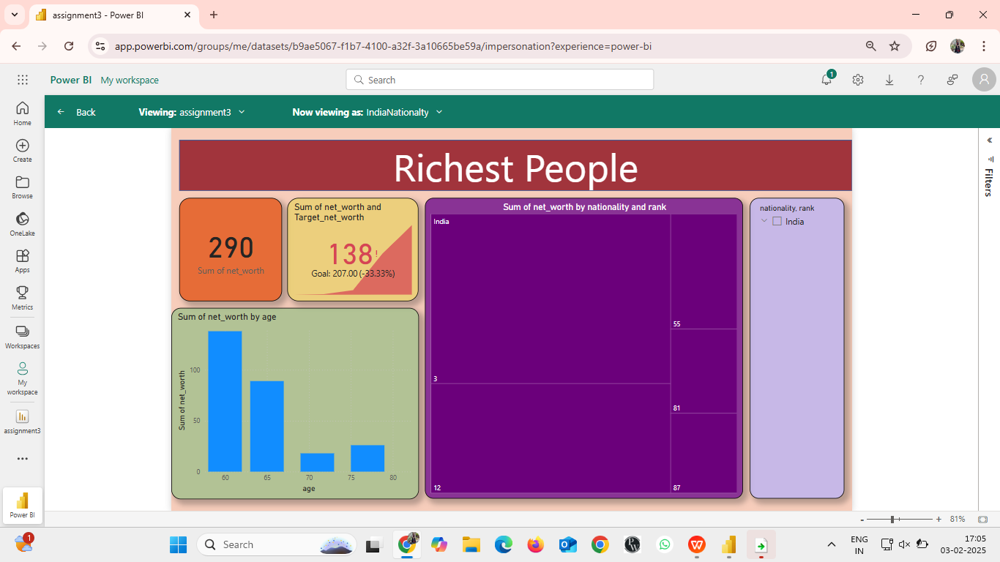 assignment3 - Power BI
app.powerbi.com/groups/me/datasets/b9ae5067-f1b7-4100-a32f-3a10665be59a/impersonation?experience=power-bi
Power BI My workspace
Search
1
Home
Create
Browse
OneLake
Apps
Metrics
Workspaces
My
workspace
assignment3
Power BI
Back
Viewing: assignment3
Now viewing as: IndiaNationalty
Filters
Richest People
290
Sum of net_worth
Sum of net_worth and
Target_net_worth
138!
Goal: 207.00 (-33.33%)
Sum of net_worth by age
Sum of net_worth
100
50
0
60 65 70 75 80
age
Sum of net_worth by nationality and rank
India
3
12
55
81
87
nationality, rank
India
- + 81%
1
Search
ENG
IN
17:05
03-02-2025